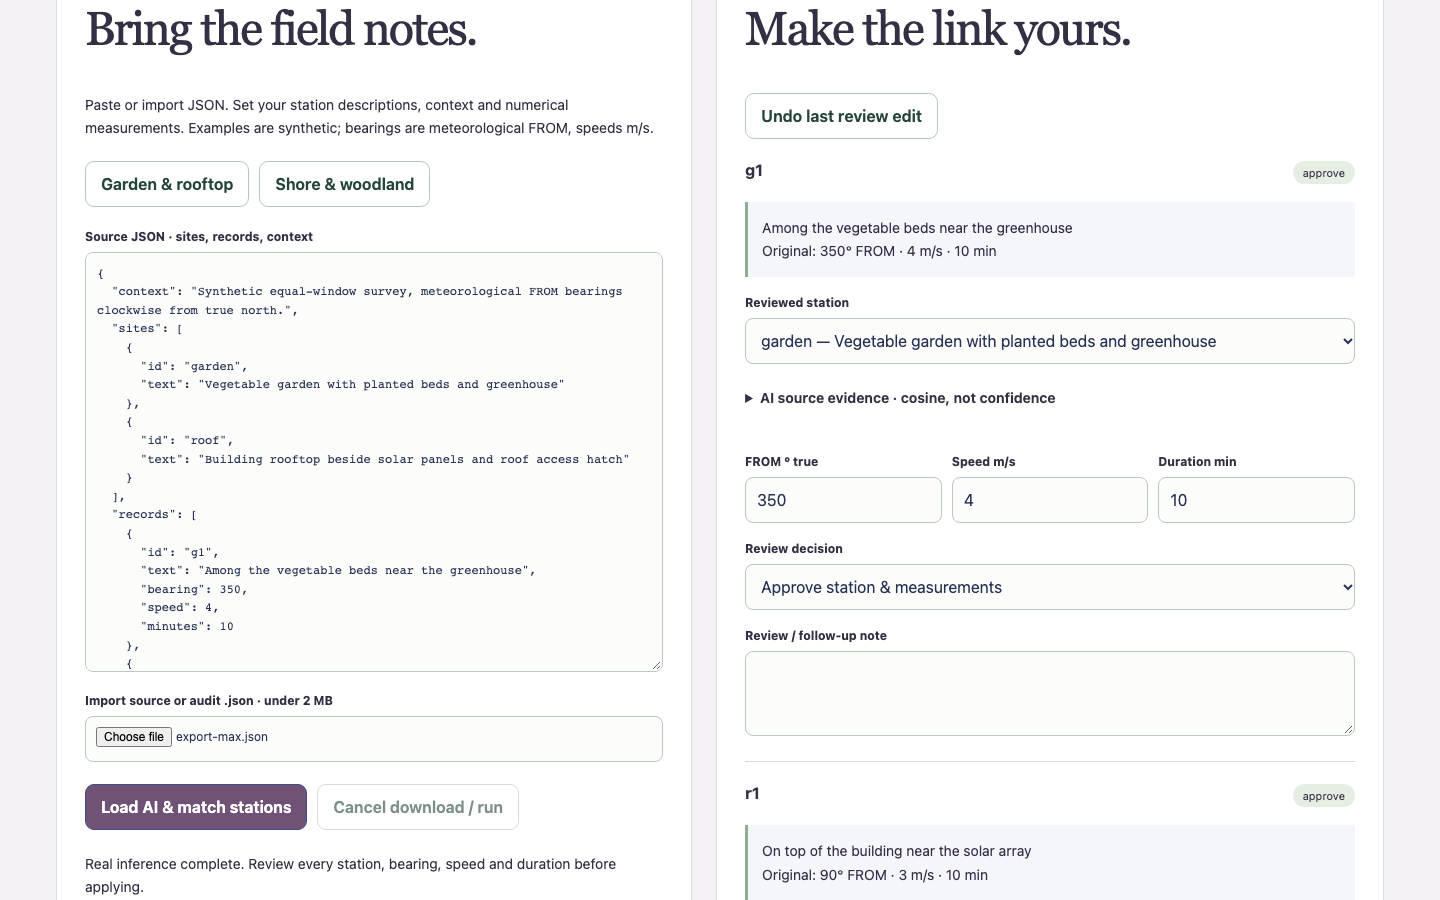 Bring the field notes.
Paste or import JSON. Set your station descriptions, context and numerical
measurements. Examples are synthetic; bearings are meteorological FROM, speeds m/s.
Garden & rooftop
Shore & woodland
Source JSON · sites, records, context
{
"context": "Synthetic equal-window survey, meteorological FROM bearings
clockwise from true north.",
"sites": [
{
"id": "garden",
"text": "Vegetable garden with planted beds and greenhouse"
},
{
"id": "roof",
"text": "Building rooftop beside solar panels and roof access hatch"
}
],
"records": [
{
"id": "g1",
"text": "Among the vegetable beds near the greenhouse",
"bearing": 350,
"speed": 4,
"minutes": 10
},
{
Import source or audit .json · under 2 MB
Choose file export-max.json
Load AI & match stations
Cancel download / run
Real inference complete. Review every station, bearing, speed and duration before
applying.
Make the link yours.
Undo last review edit
g1
approve
Among the vegetable beds near the greenhouse
Original: 350° FROM · 4 m/s · 10 min
Reviewed station
garden — Vegetable garden with planted beds and greenhouse
AI source evidence · cosine, not confidence
FROM ° true
Speed m/s
Duration min
350
4
10
Review decision
Approve station & measurements
Review / follow-up note
r1
approve
On top of the building near the solar array
Original: 90° FROM · 3 m/s · 10 min